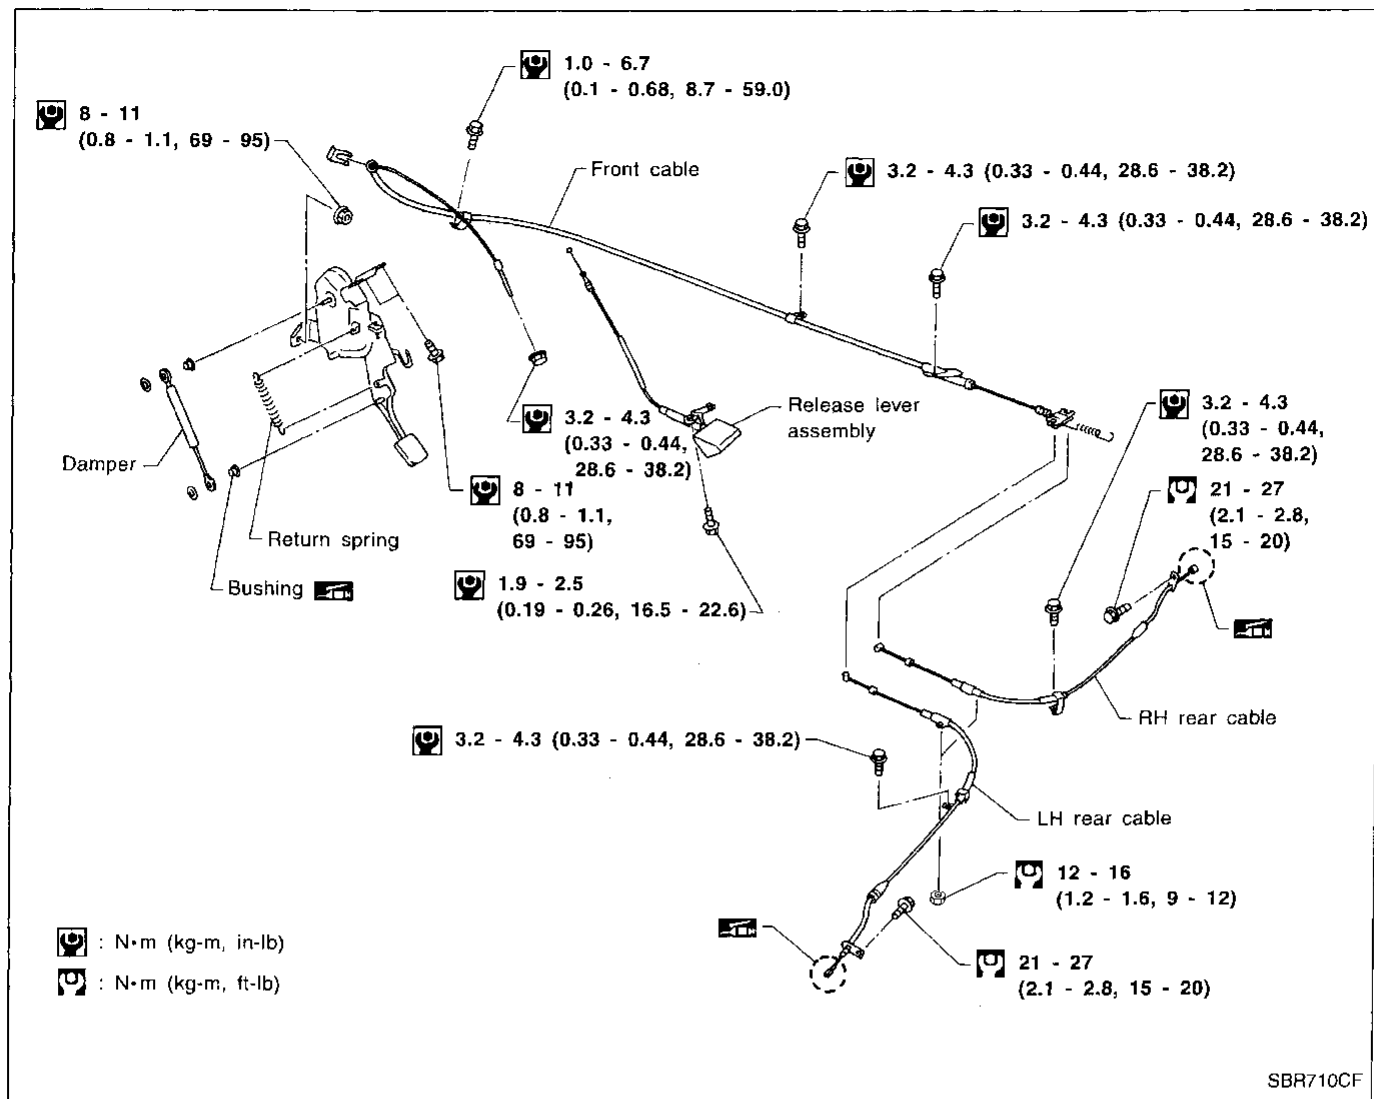 1.0 - 6.7
(0.1 - 0.68, 8.7 - 59.0)
8 - 11
(0.8 - 1.1, 69 - 95)
Front cable
3.2 - 4.3 (0.33 - 0.44, 28.6 - 38.2)
3.2 - 4.3 (0.33 - 0.44, 28.6 - 38.2)
3.2 - 4.3
(0.33 - 0.44,
28.6 - 38.2)
Release lever
assembly
3.2 - 4.3
(0.33 - 0.44,
28.6 - 38.2)
Damper
8 - 11
(0.8 - 1.1,
69 - 95)
21 - 27
(2.1 - 2.8,
15 - 20)
Return spring
Bushing
1.9 - 2.5
(0.19 - 0.26, 16.5 - 22.6)
RH rear cable
3.2 - 4.3 (0.33 - 0.44, 28.6 - 38.2)
LH rear cable
12 - 16
(1.2 - 1.6, 9 - 12)
21 - 27
(2.1 - 2.8, 15 - 20)
: N•m (kg-m, in-lb)
: N•m (kg-m, ft-lb)
SBR710CF